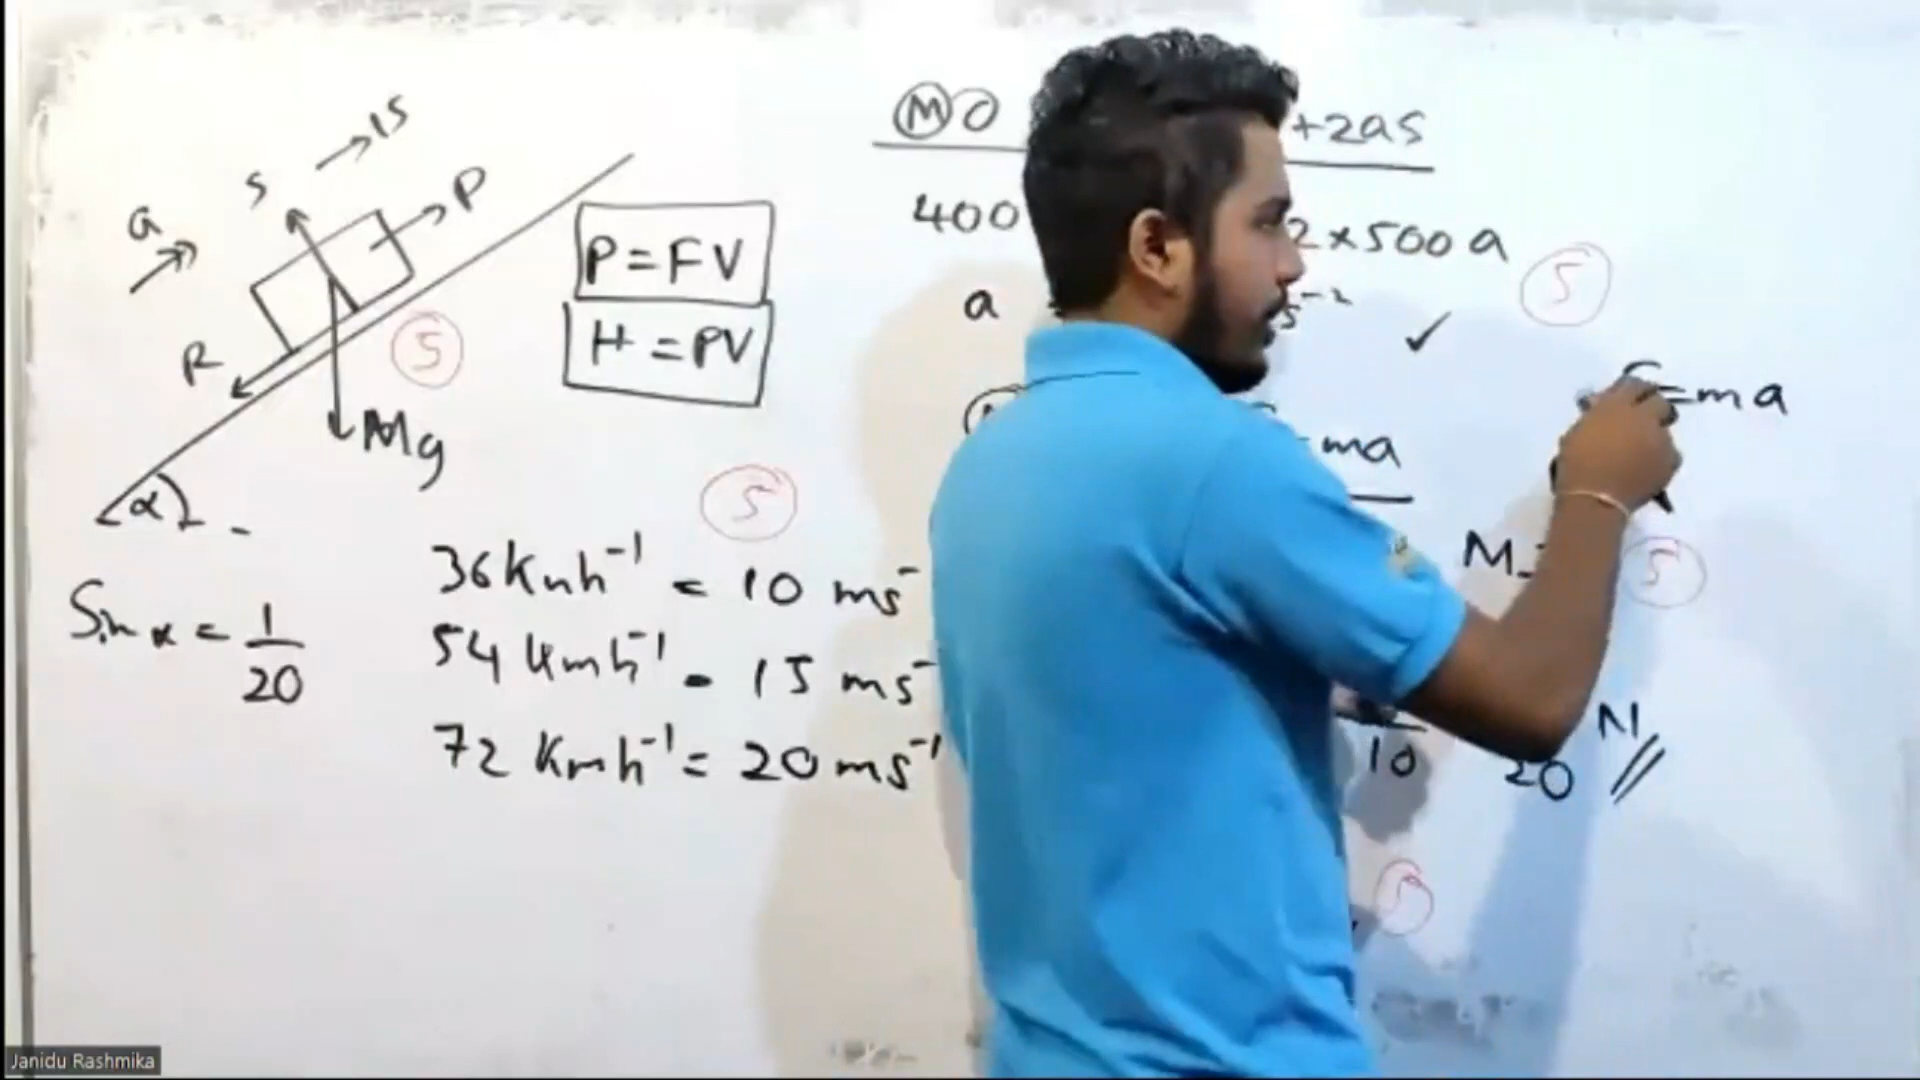 → 15
S
P
a
R
5
Mg
α
Sin α = 1/20
P = FV
H = PV
5
36 Kmh⁻¹ = 10 ms⁻
54 Kmh⁻¹ = 15 ms⁻
72 Kmh⁻¹ = 20 ms⁻¹
M
+2as
400
2×500 a
5
a
s⁻²
✓
= ma
ma
M
5
10
20
N
5
Janidu Rashmika